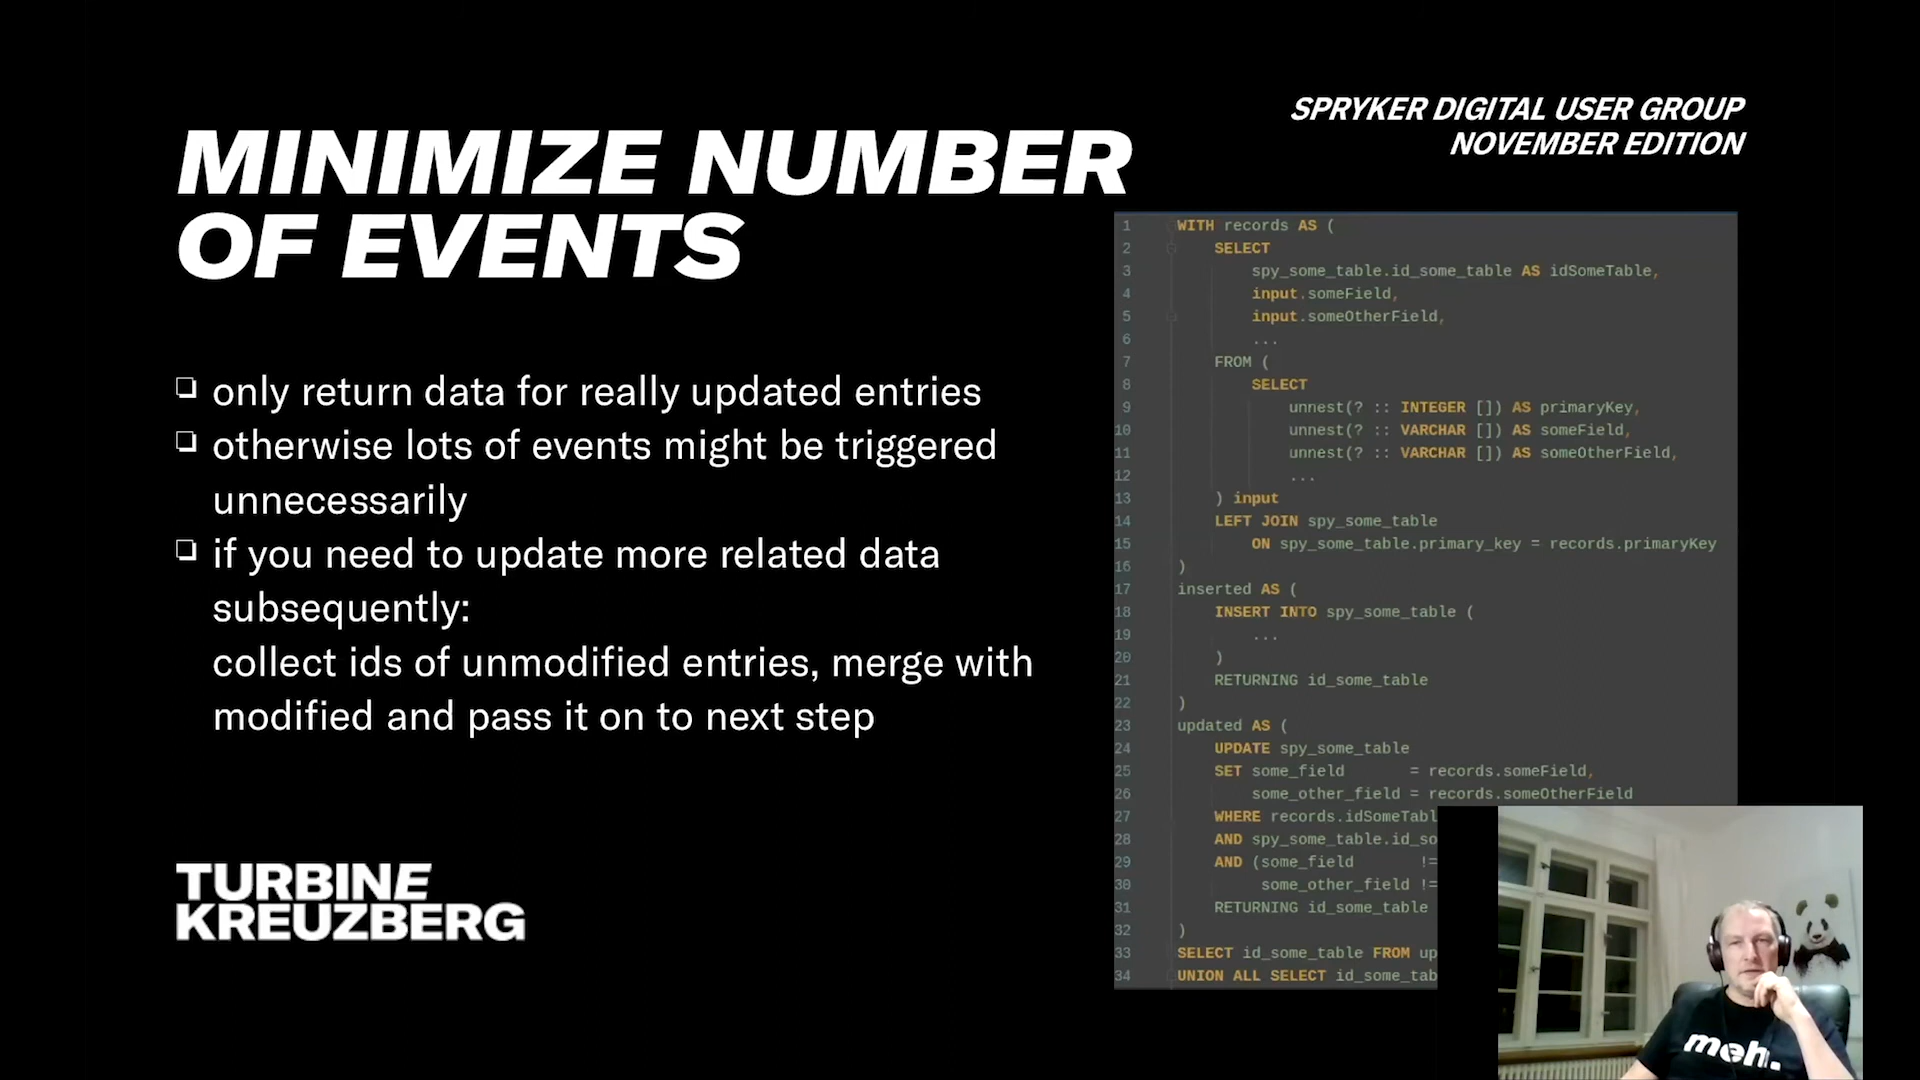 MINIMIZE NUMBER
OF EVENTS
SPRYKER DIGITAL USER GROUP
NOVEMBER EDITION
❏ only return data for really updated entries
❏ otherwise lots of events might be triggered
unnecessarily
❏ if you need to update more related data
subsequently:
collect ids of unmodified entries, merge with
modified and pass it on to next step
TURBINE
KREUZBERG
1 WITH records AS (
2 SELECT
3 spy_some_table.id_some_table AS idSomeTable,
4 input.someField,
5 input.someOtherField,
6 ...
7 FROM (
8 SELECT
9 unnest(? :: INTEGER []) AS primaryKey,
10 unnest(? :: VARCHAR []) AS someField,
11 unnest(? :: VARCHAR []) AS someOtherField,
12 ...
13 ) input
14 LEFT JOIN spy_some_table
15 ON spy_some_table.primary_key = records.primaryKey
16 )
17 inserted AS (
18 INSERT INTO spy_some_table (
19 ...
20 )
21 RETURNING id_some_table
22 )
23 updated AS (
24 UPDATE spy_some_table
25 SET some_field = records.someField,
26 some_other_field = records.someOtherField
27 WHERE records.idSomeTabl
28 AND spy_some_table.id_so
29 AND (some_field !=
30 some_other_field !=
31 RETURNING id_some_table
32 )
33 SELECT id_some_table FROM up
34 UNION ALL SELECT id_some_tab
meh.